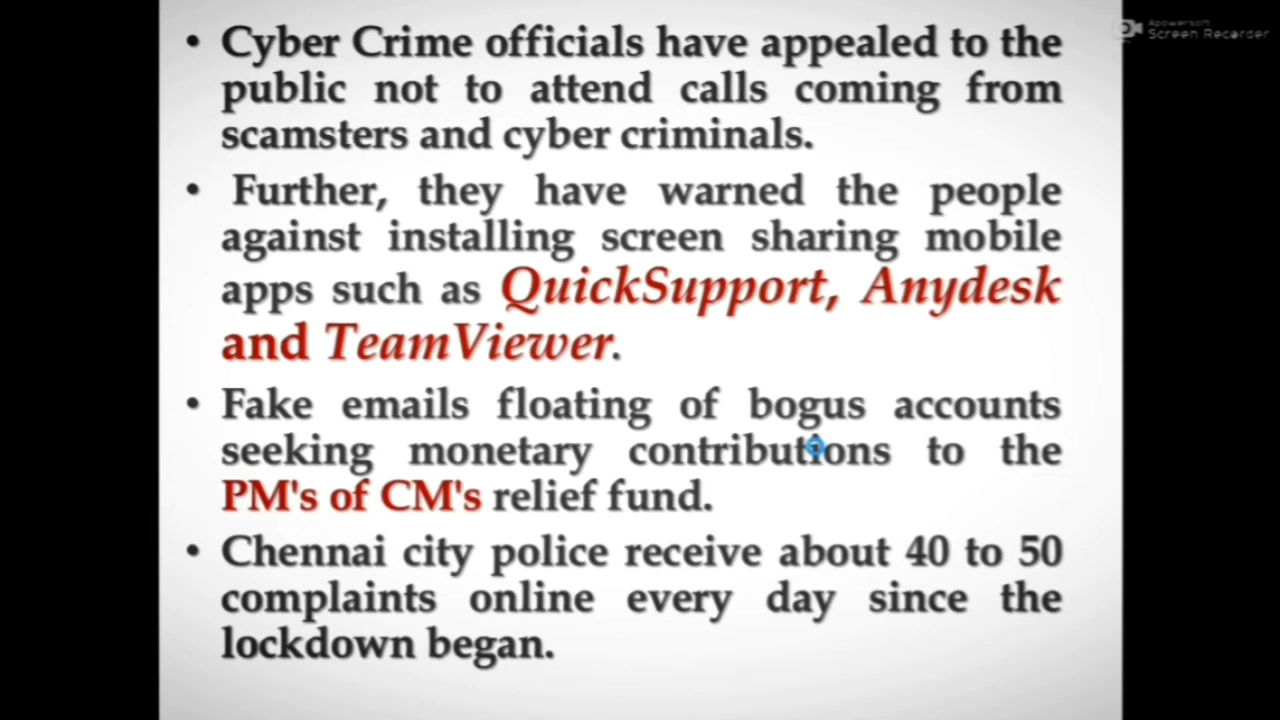 Apowersoft
Screen Recorder
• Cyber Crime officials have appealed to the
public not to attend calls coming from
scamsters and cyber criminals.
• Further, they have warned the people
against installing screen sharing mobile
apps such as QuickSupport, Anydesk
and TeamViewer.
• Fake emails floating of bogus accounts
seeking monetary contributions to the
PM's of CM's relief fund.
• Chennai city police receive about 40 to 50
complaints online every day since the
lockdown began.